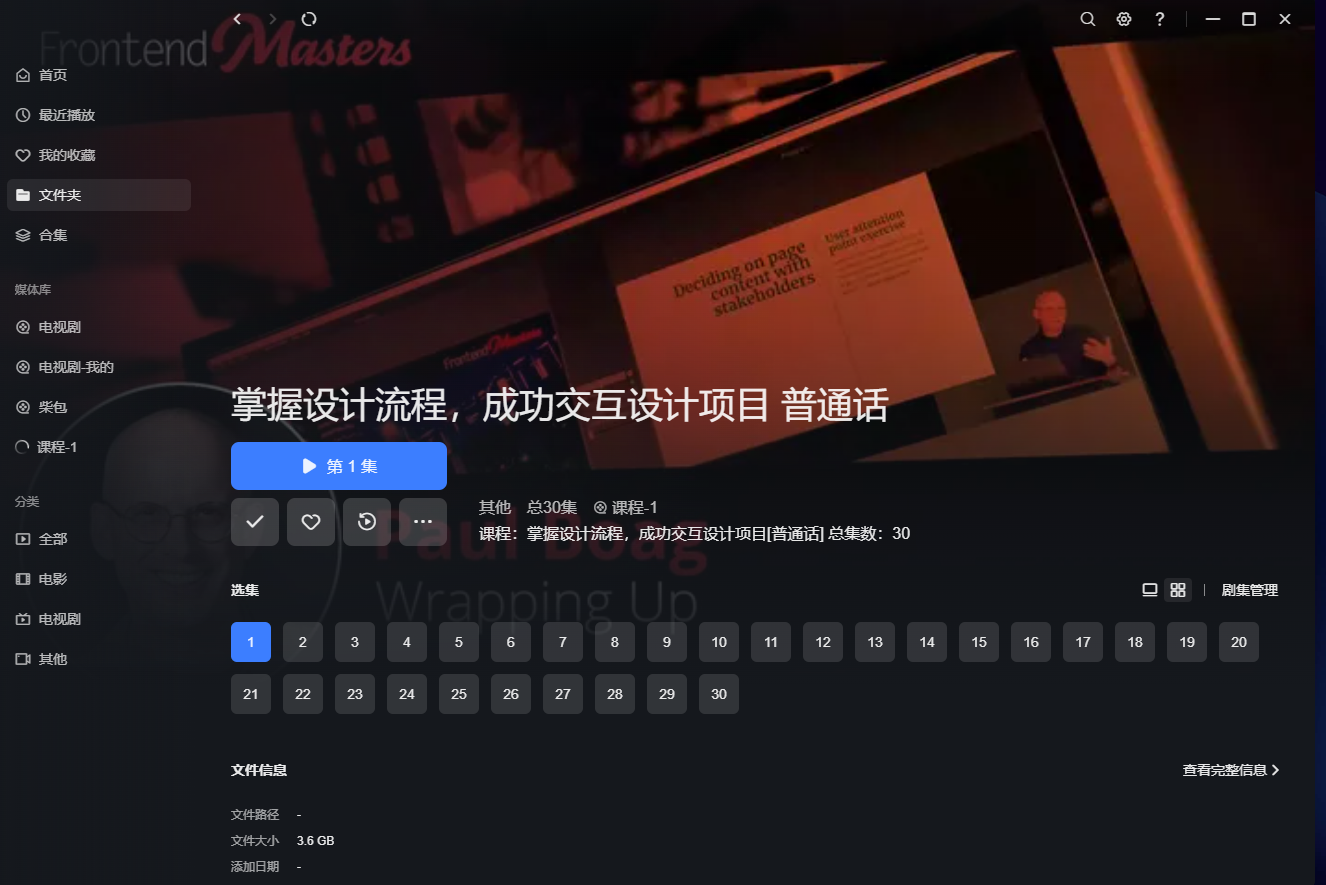 Frontend Masters
首页
最近播放
我的收藏
文件夹
合集
媒体库
电视剧
电视剧-我的
柴包
课程-1
分类
全部
电影
电视剧
其他
Deciding on page
content with
stakeholders
User attention
point exercise
Frontend Masters
掌握设计流程，成功交互设计项目 普通话
第 1 集
其他 总30集 课程-1
课程：掌握设计流程，成功交互设计项目[普通话] 总集数：30
Paul Boag
Wrapping Up
选集
剧集管理
1 2 3 4 5 6 7 8 9 10 11 12 13 14 15 16 17 18 19 20
21 22 23 24 25 26 27 28 29 30
文件信息
查看完整信息
文件路径 -
文件大小 3.6 GB
添加日期 -